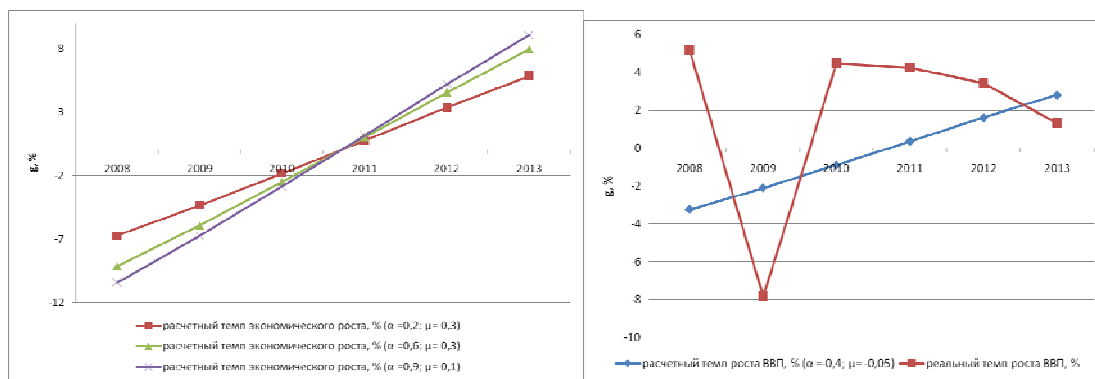 8
3
-2
-7
-12
g, %
2008 2009 2010 2011 2012 2013
расчетный темп экономического роста, % (α =0,2; μ = 0,3)
расчетный темп экономического роста, % (α =0,6; μ = 0,3)
расчетный темп экономического роста, % (α =0,9; μ = 0,1)
6
4
2
0
-2
-4
-6
-8
-10
g, %
2008 2009 2010 2011 2012 2013
расчетный темп роста ВВП, % (α =-0,4; μ= -0,05)
реальный темп роста ВВП, %